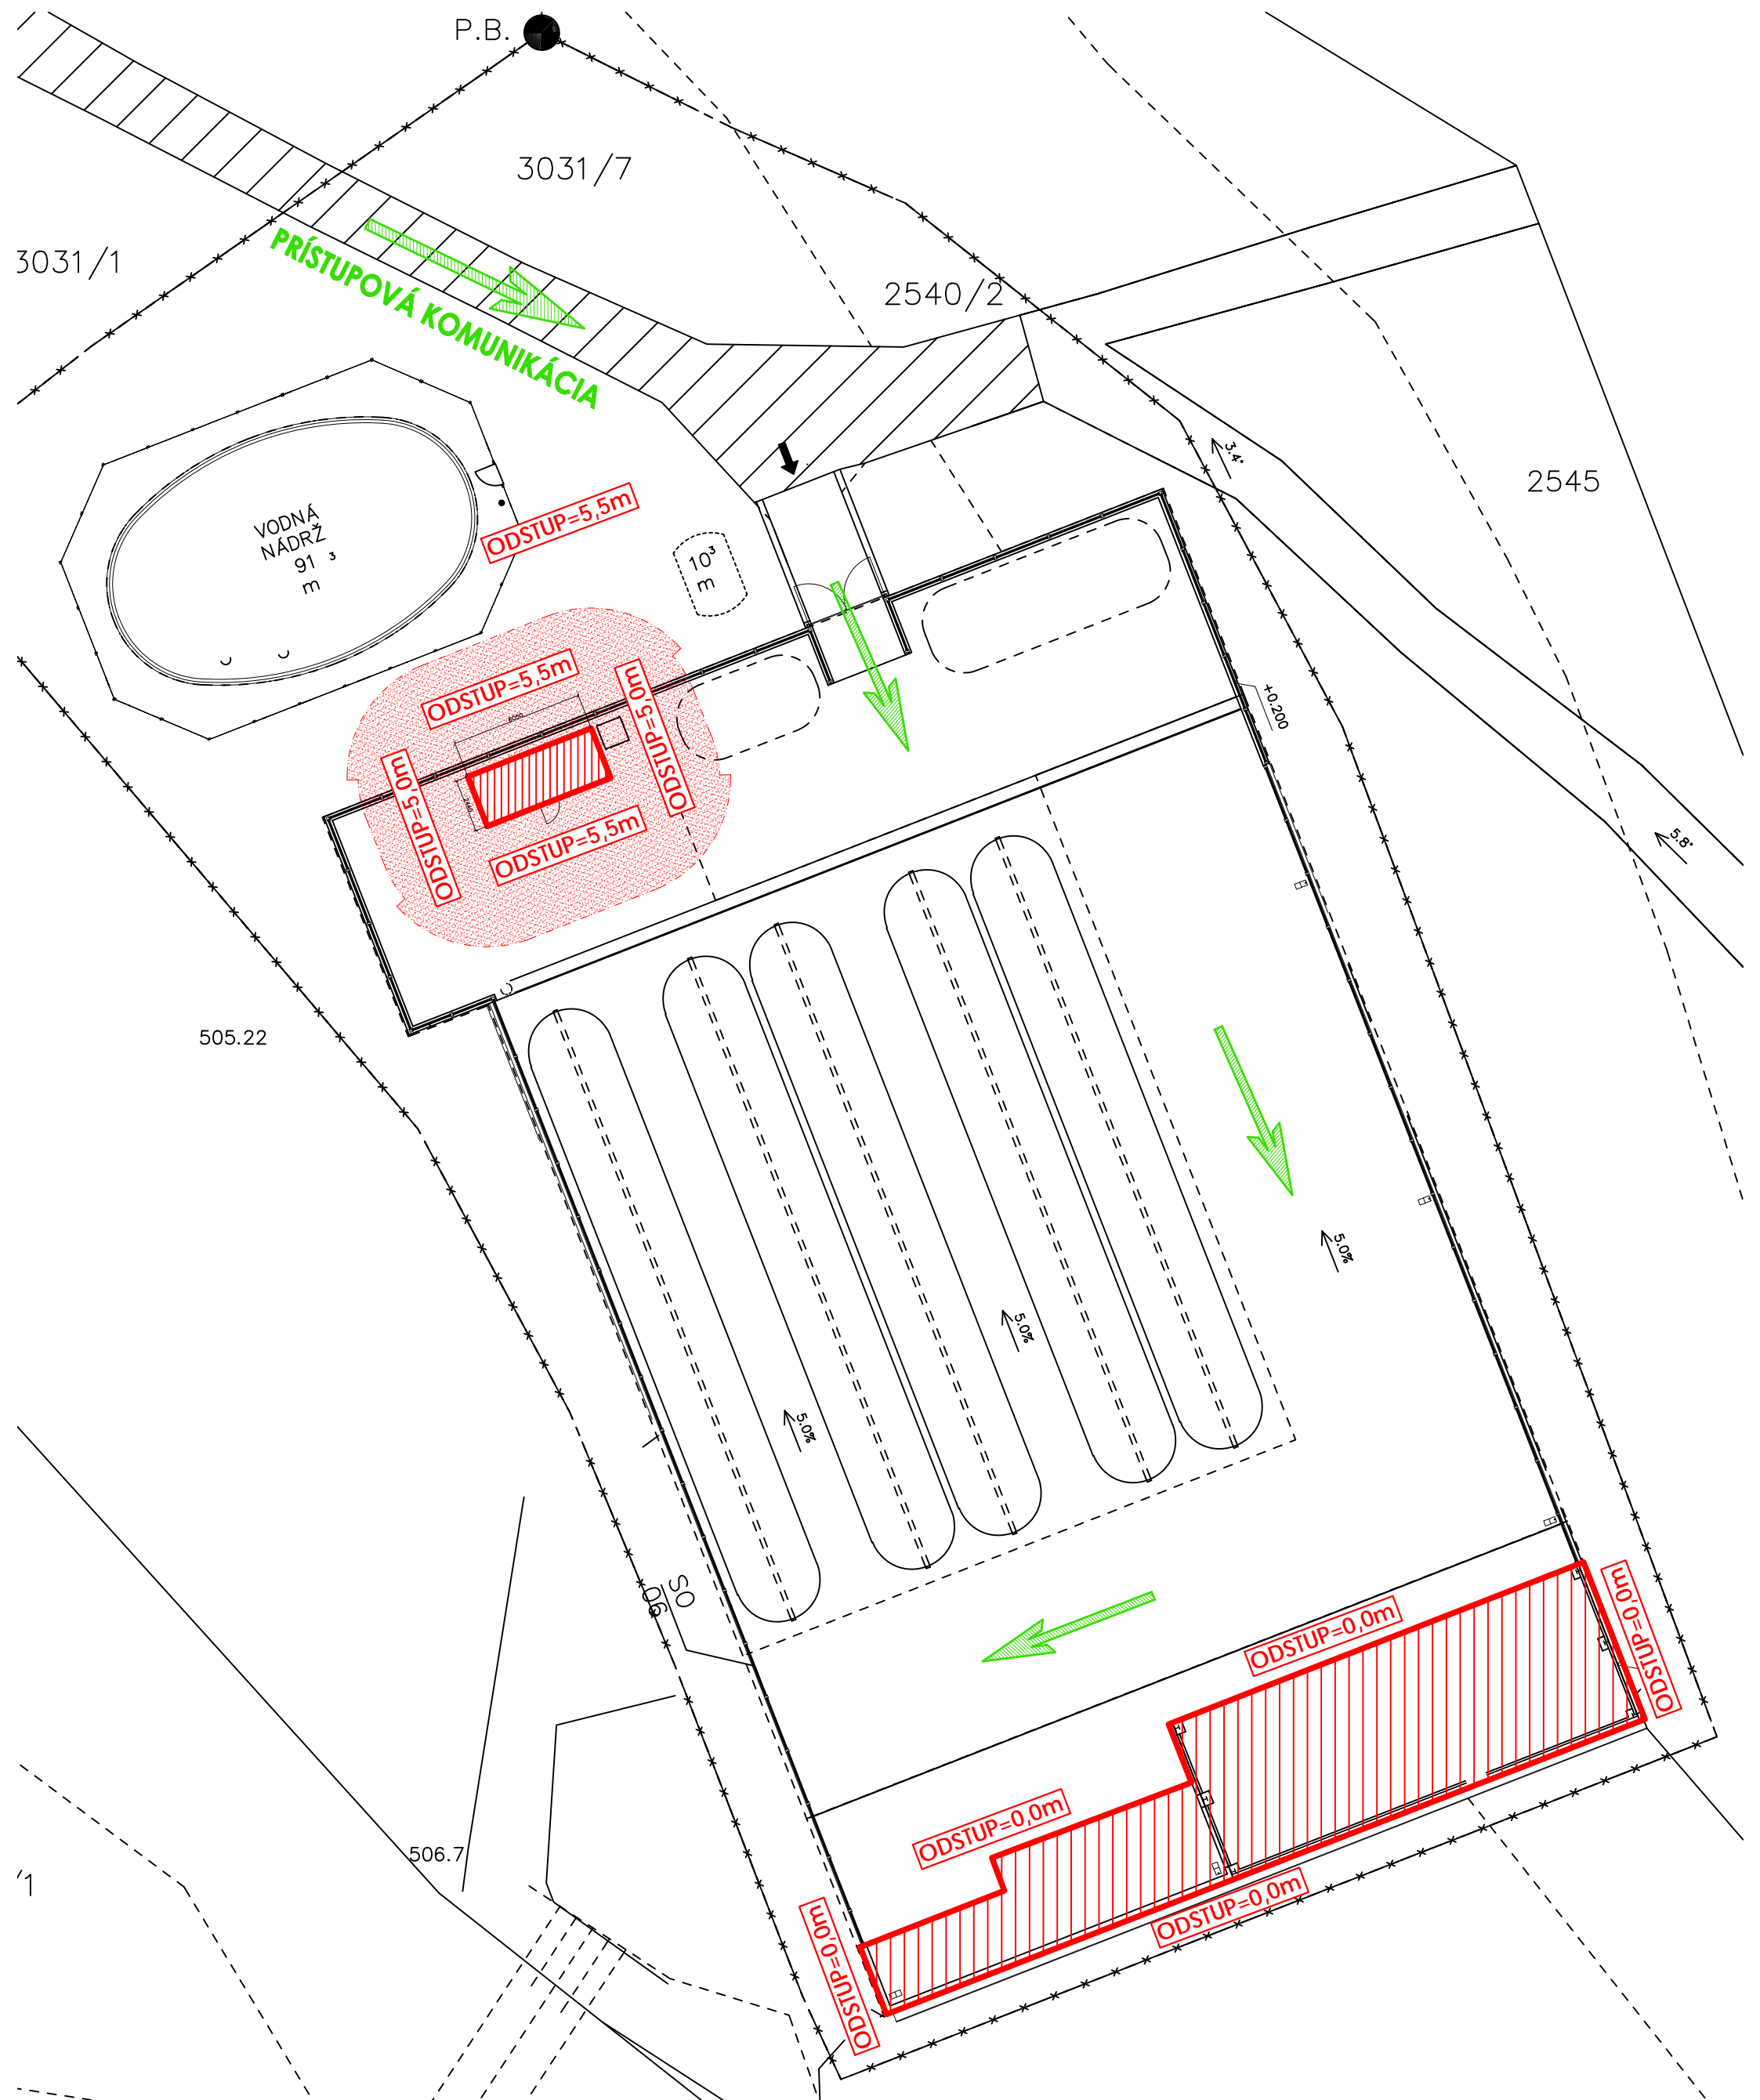 P.B.
3031/7
3031/1
PRÍSTUPOVÁ KOMUNIKÁCIA
2540/2
3.4°
2545
VODNÁ
NÁDRŽ
91 3
m
ODSTUP=5,5m
10³
m
ODSTUP=5,5m
ODSTUP=5,0m
6000
+0.200
ODSTUP=5,0m
ODSTUP=5,5m
5.8°
505.22
5.0%
5.0%
5.0%
SO
06
ODSTUP=0,0m
ODSTUP=0,0m
ODSTUP=0,0m
506.7
/1
ODSTUP=0,0m
ODSTUP=0,0m